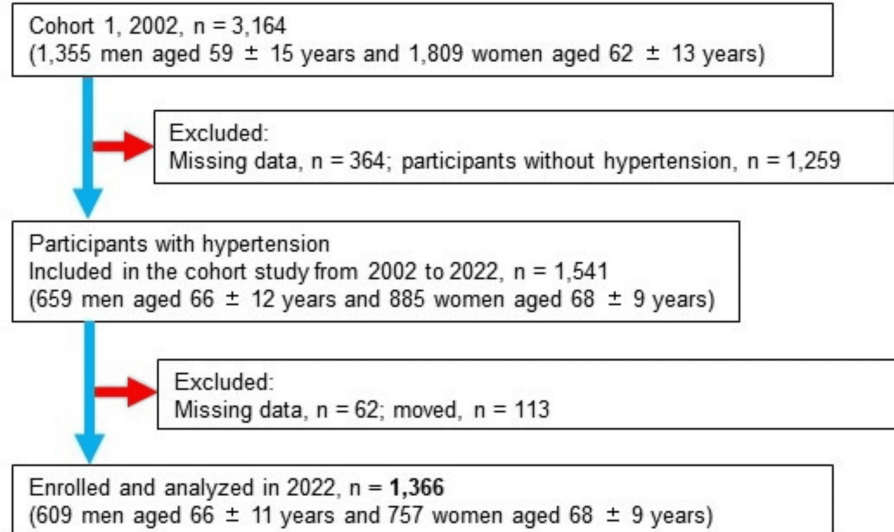 Cohort 1, 2002, n = 3,164
(1,355 men aged 59 ± 15 years and 1,809 women aged 62 ± 13 years)
Excluded:
Missing data, n = 364; participants without hypertension, n = 1,259
Participants with hypertension
Included in the cohort study from 2002 to 2022, n = 1,541
(659 men aged 66 ± 12 years and 885 women aged 68 ± 9 years)
Excluded:
Missing data, n = 62; moved, n = 113
Enrolled and analyzed in 2022, n = 1,366
(609 men aged 66 ± 11 years and 757 women aged 68 ± 9 years)